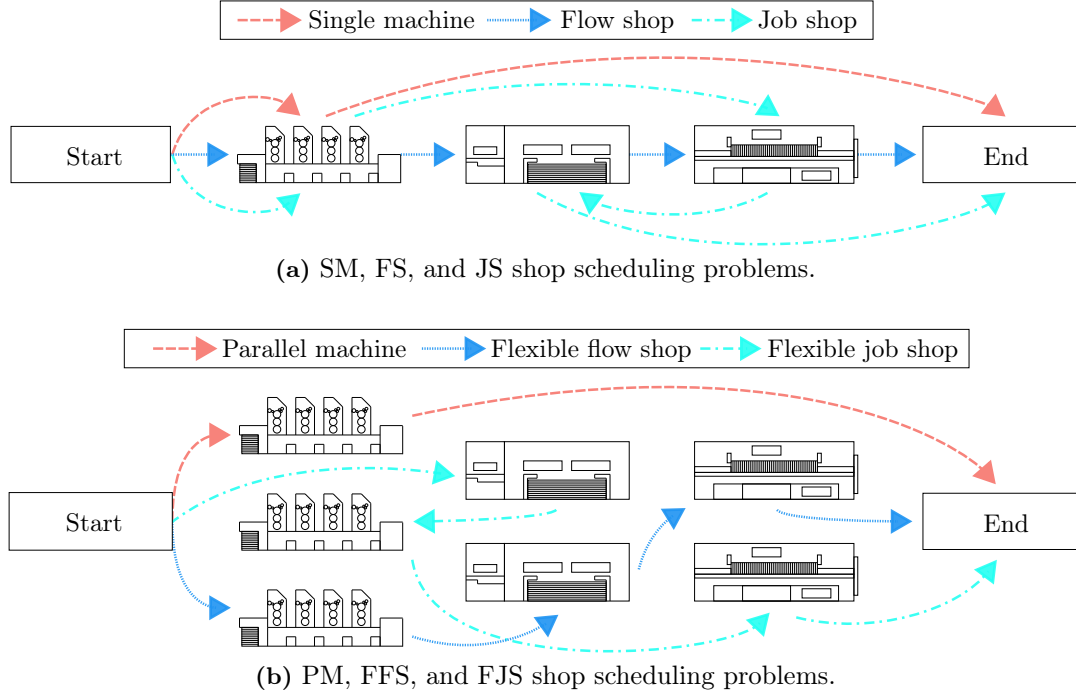 Single machine Flow shop Job shop
Start End
(a) SM, FS, and JS shop scheduling problems.
Parallel machine Flexible flow shop Flexible job shop
Start End
(b) PM, FFS, and FJS shop scheduling problems.